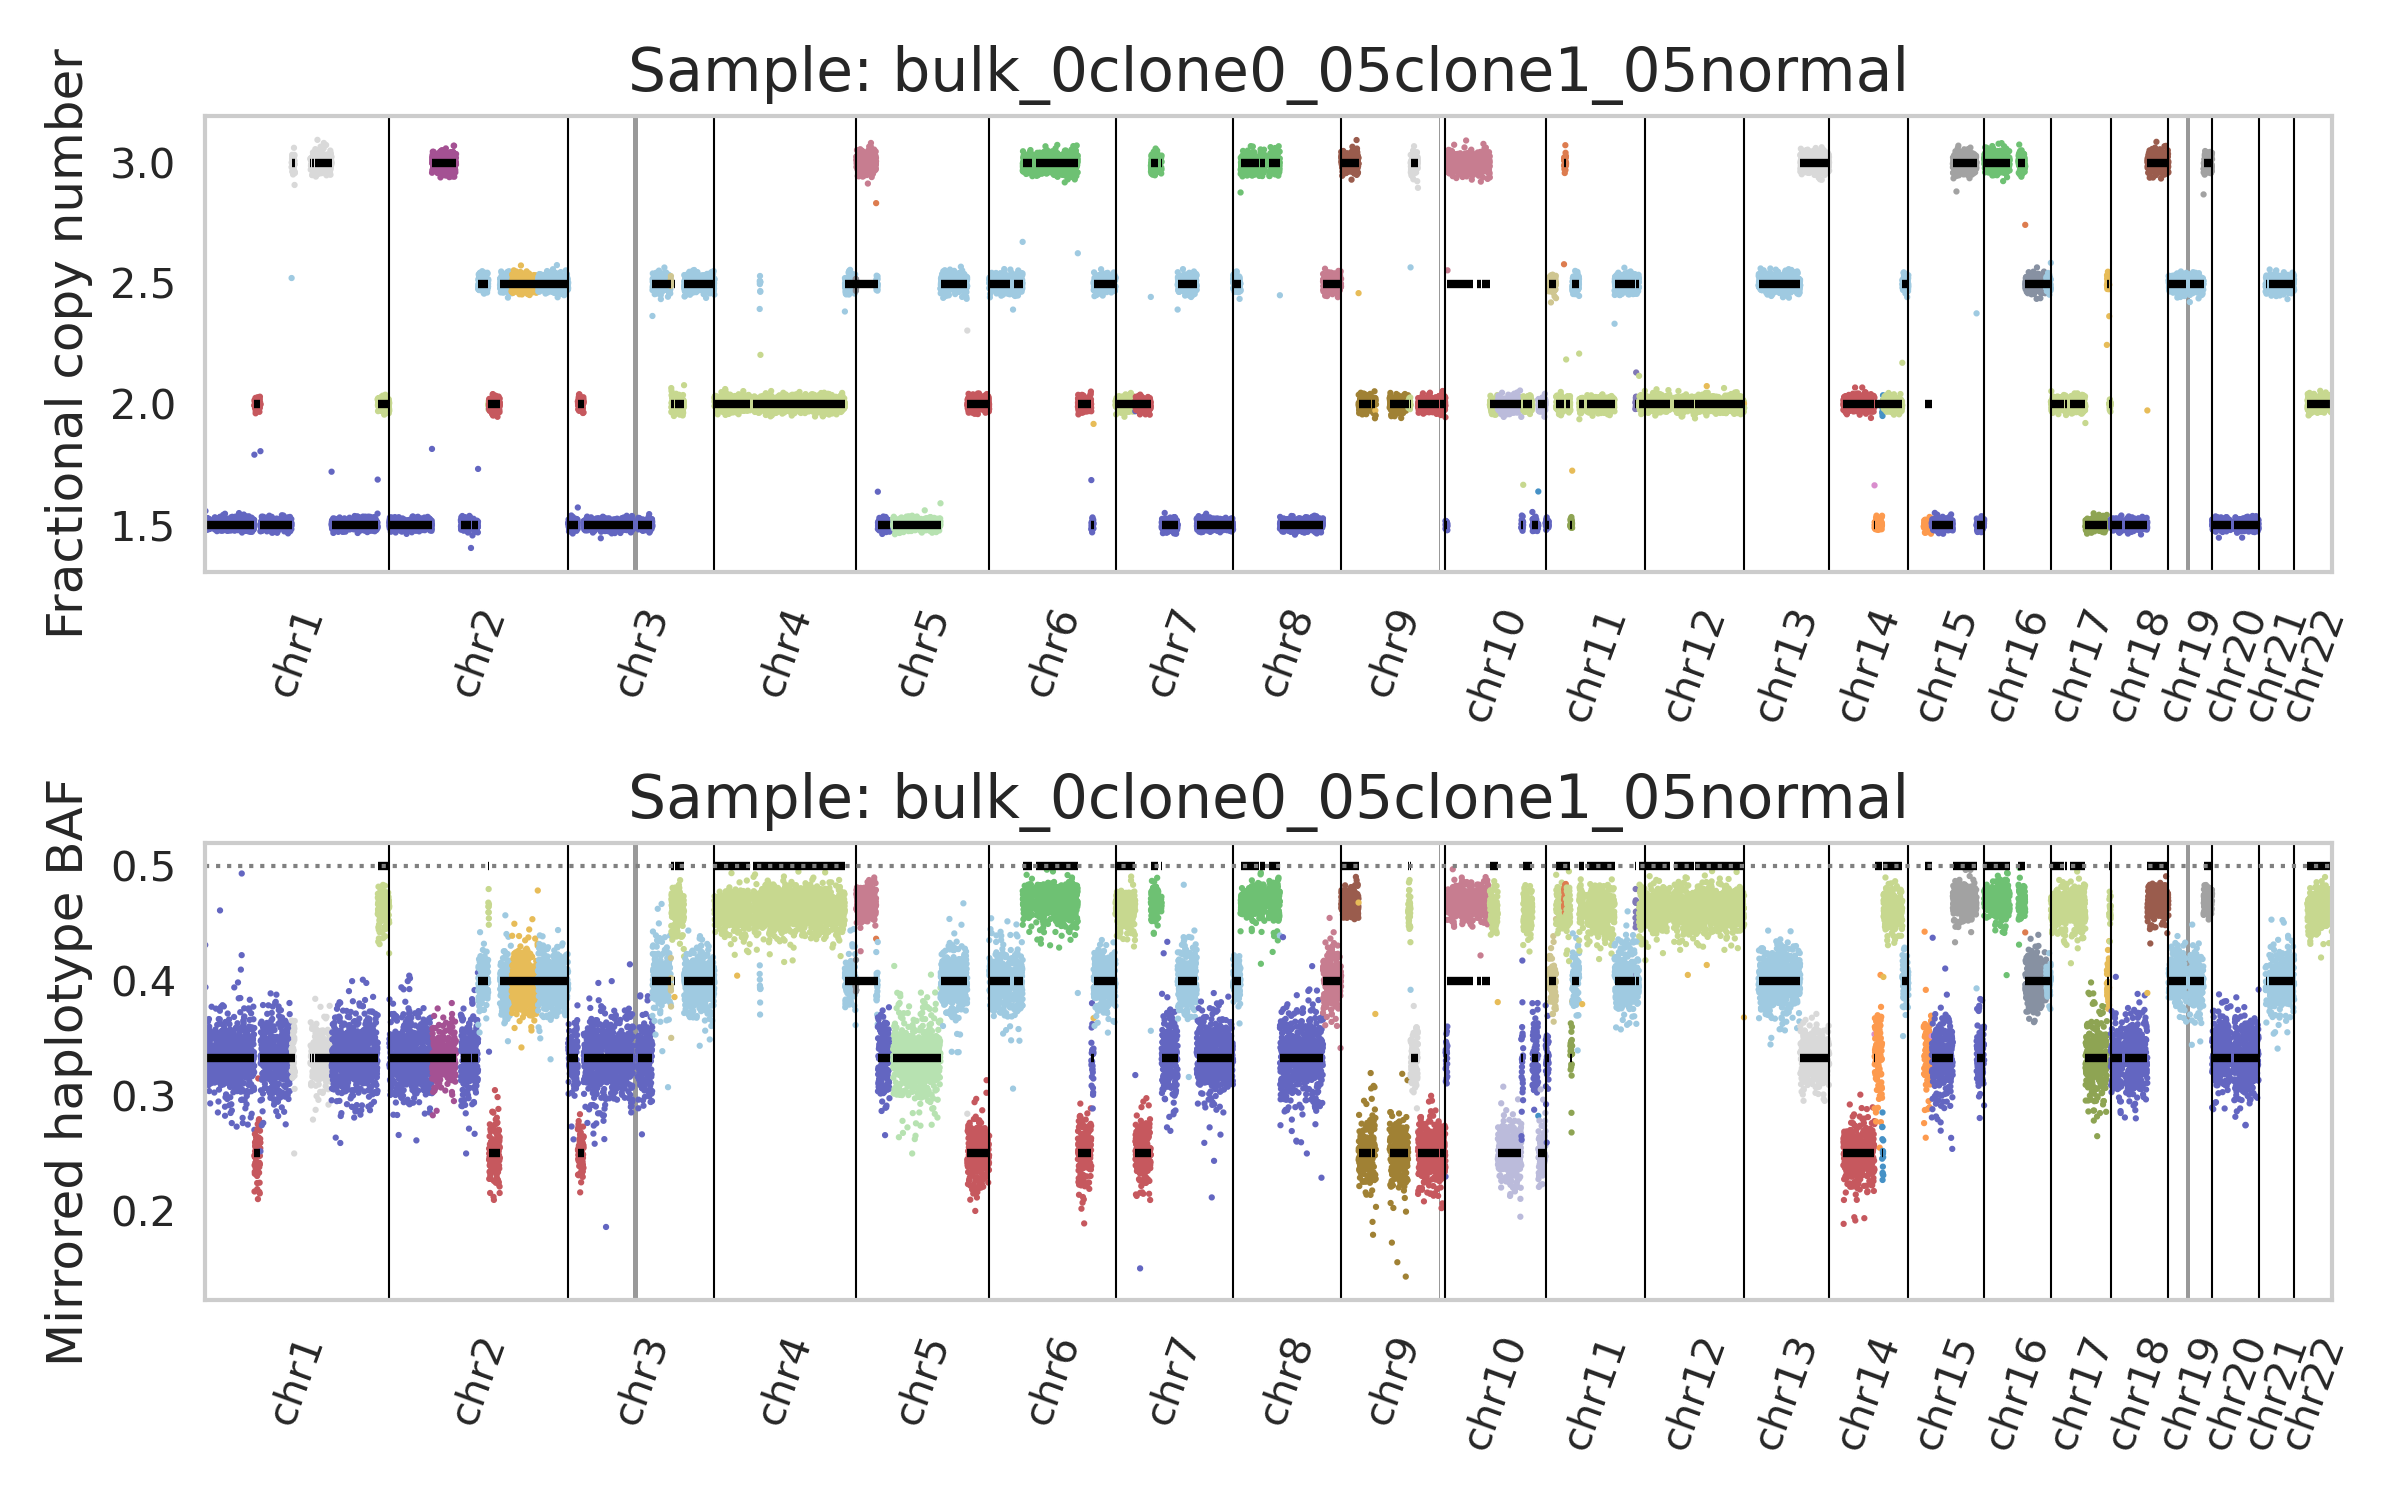 Sample: bulk_0clone0_05clone1_05normal
Fractional copy number
3.0
2.5
2.0
1.5
chr1 chr2 chr3 chr4 chr5 chr6 chr7 chr8 chr9 chr10 chr11 chr12 chr13 chr14 chr15 chr16 chr17 chr18 chr19 chr20 chr21 chr22
Sample: bulk_0clone0_05clone1_05normal
Mirrored haplotype BAF
0.5
0.4
0.3
0.2
chr1 chr2 chr3 chr4 chr5 chr6 chr7 chr8 chr9 chr10 chr11 chr12 chr13 chr14 chr15 chr16 chr17 chr18 chr19 chr20 chr21 chr22